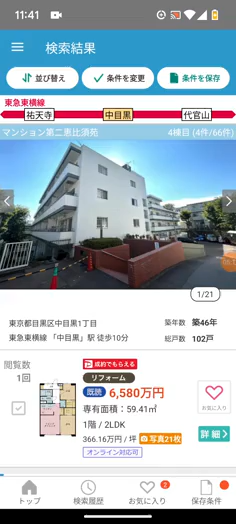 11:41
検索結果
並び替え
条件を変更
条件を保存
東急東横線
祐天寺
中目黒
代官山
マンション第二恵比須苑
4棟目 (4件/66件)
1/21
東京都目黒区中目黒1丁目
築年数 築46年
東急東横線 「中目黒」駅 徒歩10分
総戸数 102戸
閲覧数
1回
成約でもらえる
リフォーム
既読 6,580万円
専有面積:59.41㎡
1階 / 2LDK
366.16万円 / 坪 写真21枚
オンライン対応可
お気に入り
詳細
トップ
検索履歴
2
お気に入り
保存条件